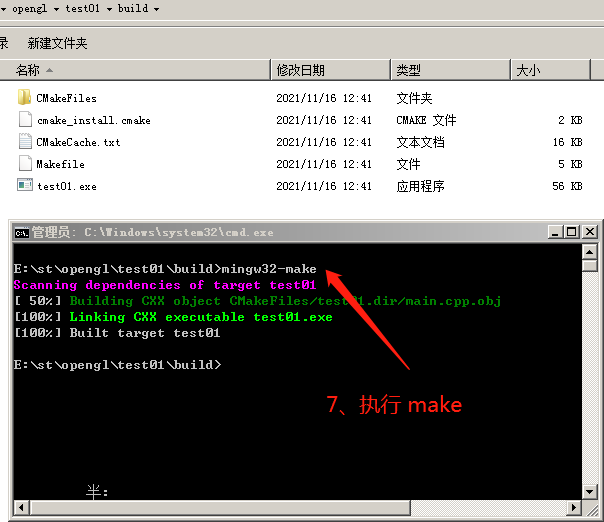 opengl test01 build
录 新建文件夹
名称 修改日期 类型 大小
CMakeFiles 2021/11/16 12:41 文件夹
cmake_install.cmake 2021/11/16 12:41 CMAKE 文件 2 KB
CMakeCache.txt 2021/11/16 12:41 文本文档 16 KB
Makefile 2021/11/16 12:41 文件 5 KB
test01.exe 2021/11/16 12:41 应用程序 56 KB
管理员: C:\Windows\system32\cmd.exe
E:\st\opengl\test01\build>mingw32-make
Scanning dependencies of target test01
[ 50%] Building CXX object CMakeFiles/test01.dir/main.cpp.obj
[100%] Linking CXX executable test01.exe
[100%] Built target test01
E:\st\opengl\test01\build>
7、执行 make
半: